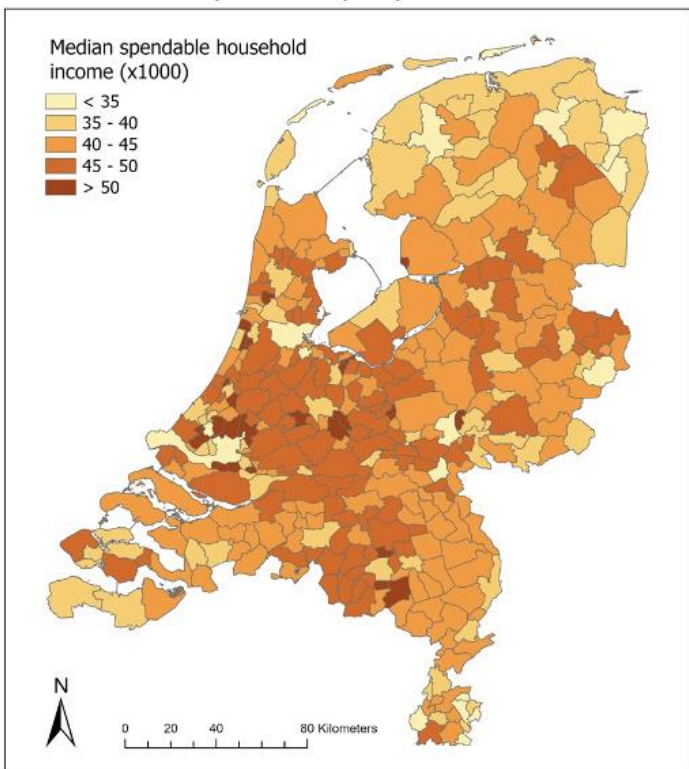 Median spendable household
income (x1000)
< 35
35 - 40
40 - 45
45 - 50
> 50
N
0 20 40 80 Kilometers